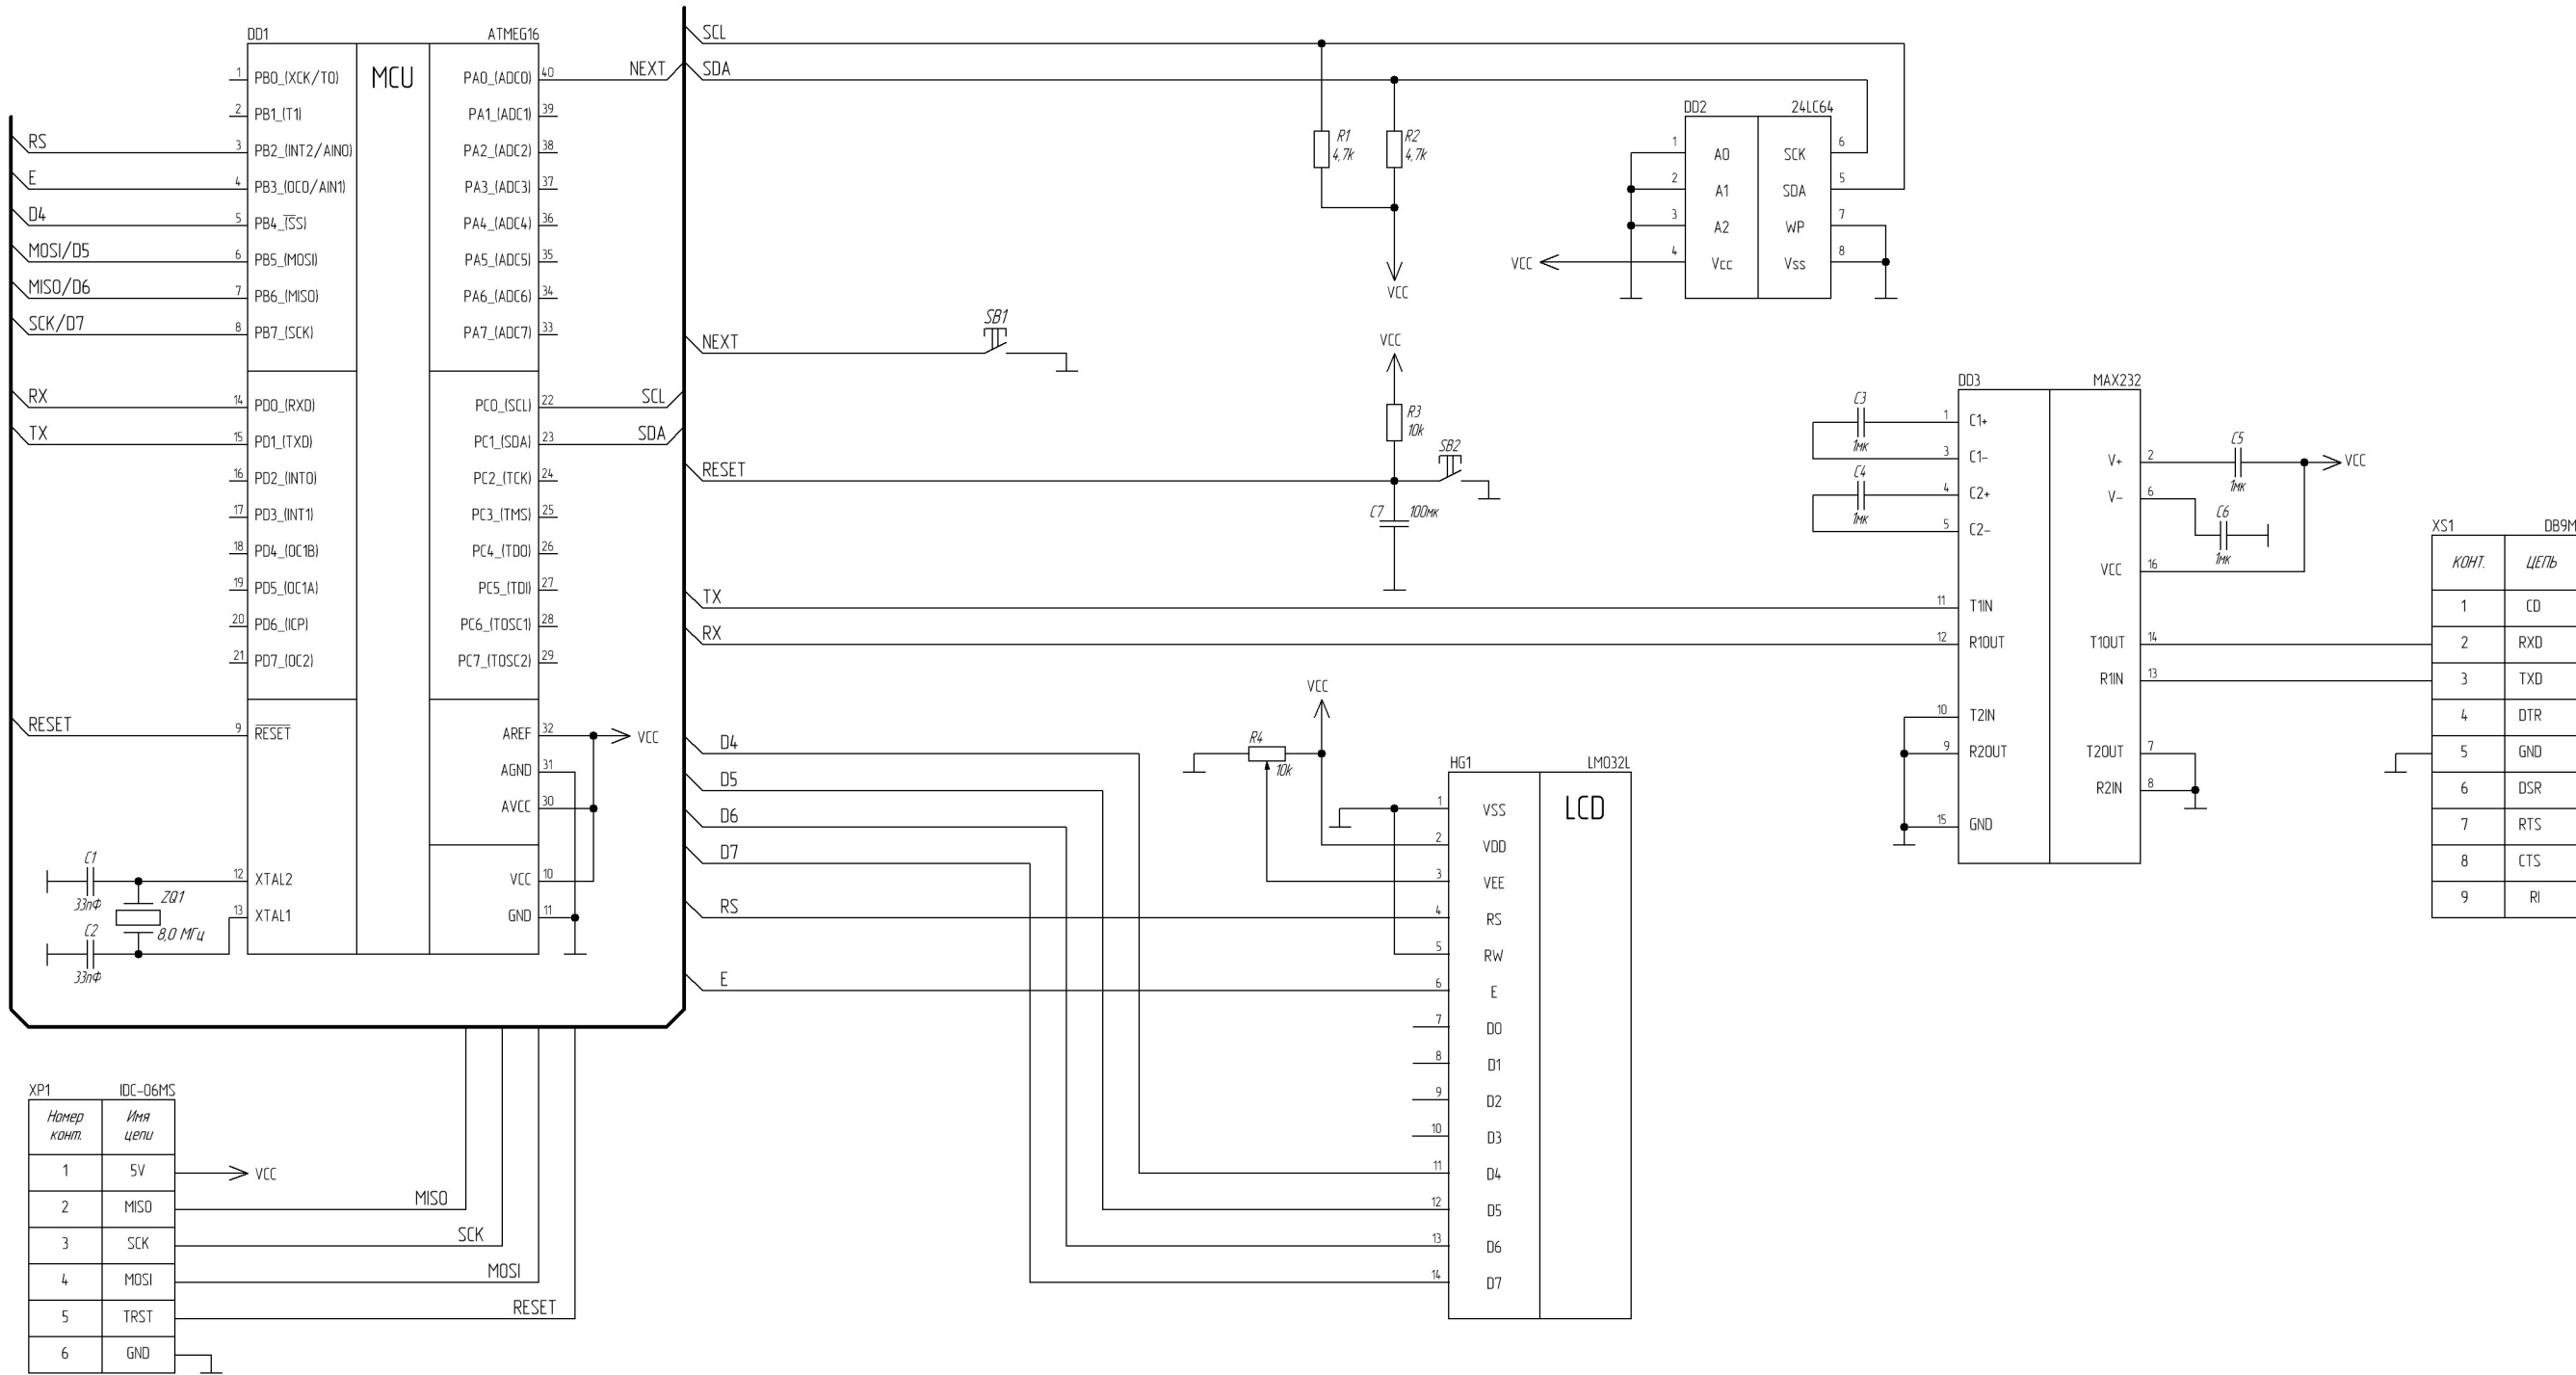 DD1 ATMEG16
MCU
1 PB0_(XCK/T0)
2 PB1_(T1)
RS 3 PB2_(INT2/AIN0)
E 4 PB3_(OC0/AIN1)
D4 5 PB4_(SS)
MOSI/D5 6 PB5_(MOSI)
MISO/D6 7 PB6_(MISO)
SCK/D7 8 PB7_(SCK)
RX 14 PD0_(RXD)
TX 15 PD1_(TXD)
16 PD2_(INT0)
17 PD3_(INT1)
18 PD4_(OC1B)
19 PD5_(OC1A)
20 PD6_(ICP)
21 PD7_(OC2)
RESET 9 RESET
12 XTAL2
13 XTAL1
C1
33пФ
ZQ1
8,0 МГц
C2
33пФ
PA0_(ADC0) 40 NEXT
PA1_(ADC1) 39
PA2_(ADC2) 38
PA3_(ADC3) 37
PA4_(ADC4) 36
PA5_(ADC5) 35
PA6_(ADC6) 34
PA7_(ADC7) 33
PC0_(SCL) 22 SCL
PC1_(SDA) 23 SDA
PC2_(TCK) 24
PC3_(TMS) 25
PC4_(TDO) 26
PC5_(TDI) 27
PC6_(TOSC1) 28
PC7_(TOSC2) 29
AREF 32 VCC
AGND 31
AVCC 30
VCC 10
GND 11
XP1 IDC-06MS
Номер
конт.
Имя
цепи
1 5V VCC
2 MISO MISO
3 SCK SCK
4 MOSI MOSI
5 TRST RESET
6 GND
SCL
SDA
R1
4,7k
R2
4,7k
VCC
DD2 24LC64
1 A0 SCK 6
2 A1 SDA 5
3 A2 WP 7
VCC 4 Vcc Vss 8
NEXT
SB1
VCC
R3
10k
SB2
RESET
C7 100мк
TX
RX
DD3 MAX232
C3
1мк
C4
1мк
1 C1+
3 C1-
4 C2+
5 C2-
11 T1IN
12 R1OUT
10 T2IN
9 R2OUT
15 GND
V+ 2
V- 6
VCC 16
T1OUT 14
R1IN 13
T2OUT 7
R2IN 8
C5
1мк
VCC
C6
1мк
XS1 DB9M
КОНТ. ЦЕПЬ
1 CD
2 RXD
3 TXD
4 DTR
5 GND
6 DSR
7 RTS
8 CTS
9 RI
D4
D5
D6
D7
RS
E
VCC
R4
10k
HG1 LM032L
LCD
1 VSS
2 VDD
3 VEE
4 RS
5 RW
6 E
7 D0
8 D1
9 D2
10 D3
11 D4
12 D5
13 D6
14 D7